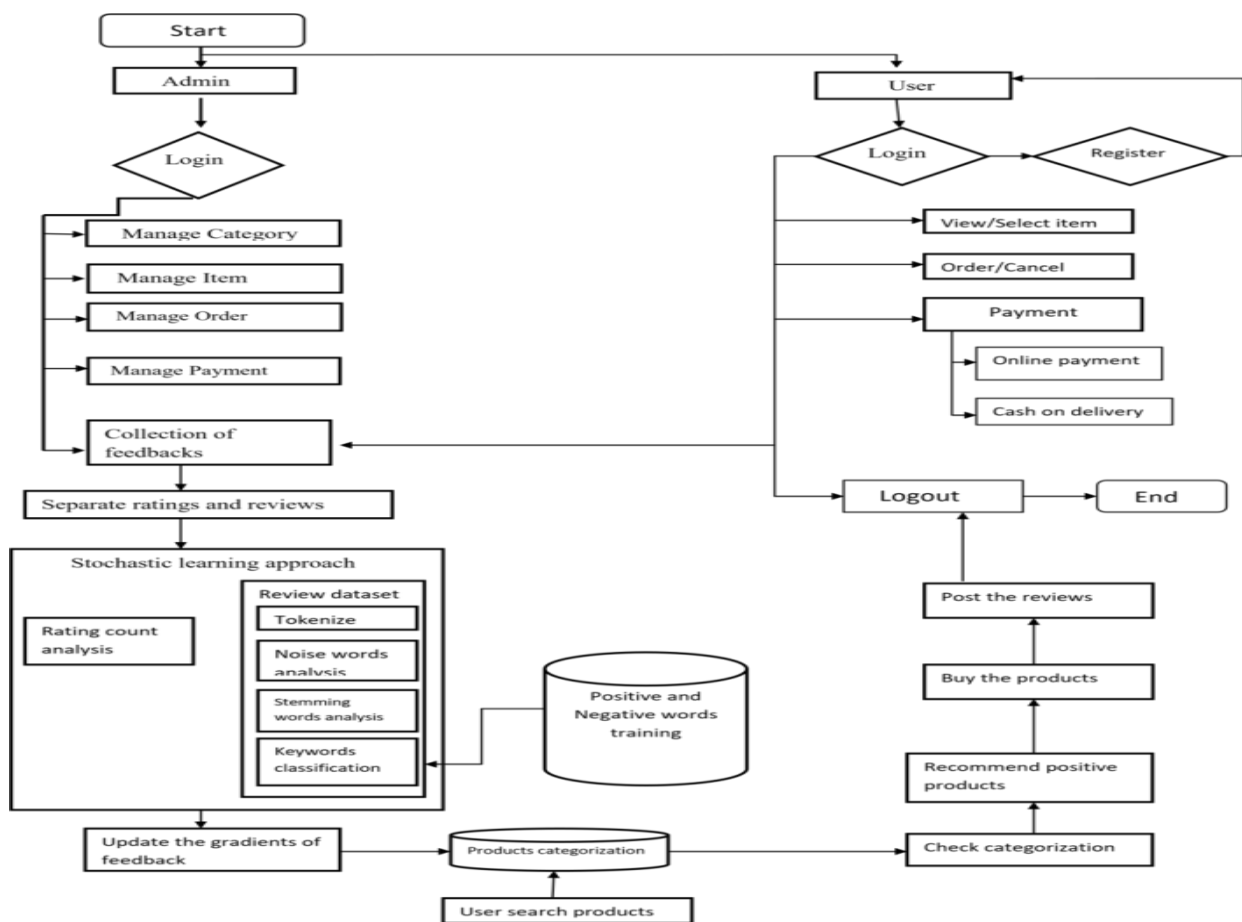 Start
Admin
Login
Manage Category
Manage Item
Manage Order
Manage Payment
Collection of
feedbacks
Separate ratings and reviews
Stochastic learning approach
Rating count
analysis
Review dataset
Tokenize
Noise words
analysis
Stemming
words analysis
Keywords
classification
Positive and
Negative words
training
Update the gradients of
feedback
Products categorization
User search products
User
Login
Register
View/Select item
Order/Cancel
Payment
Online payment
Cash on delivery
Logout
End
Post the reviews
Buy the products
Recommend positive
products
Check categorization